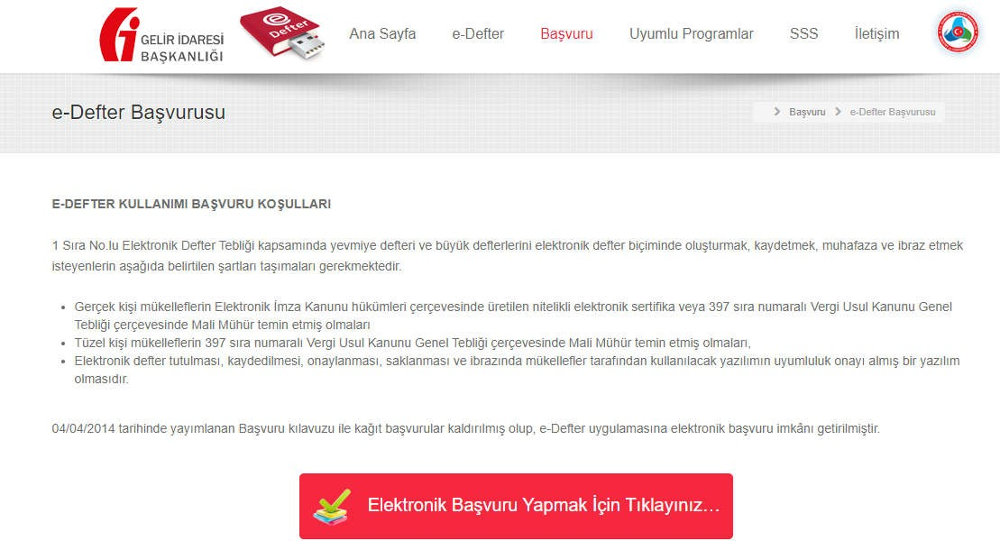 GELİR İDARESİ
BAŞKANLIĞI
e
Defter
Ana Sayfa
e-Defter
Başvuru
Uyumlu Programlar
SSS
İletişim
e-Defter Başvurusu
Başvuru
e-Defter Başvurusu
E-DEFTER KULLANIMI BAŞVURU KOŞULLARI
1 Sıra No.lu Elektronik Defter Tebliği kapsamında yevmiye defteri ve büyük defterlerini elektronik defter biçiminde oluşturmak, kaydetmek, muhafaza ve ibraz etmek
isteyenlerin aşağıda belirtilen şartları taşımaları gerekmektedir.
Gerçek kişi mükelleflerin Elektronik İmza Kanunu hükümleri çerçevesinde üretilen nitelikli elektronik sertifika veya 397 sıra numaralı Vergi Usul Kanunu Genel
Tebliği çerçevesinde Mali Mühür temin etmiş olmaları
Tüzel kişi mükelleflerin 397 sıra numaralı Vergi Usul Kanunu Genel Tebliği çerçevesinde Mali Mühür temin etmiş olmaları,
Elektronik defter tutulması, kaydedilmesi, onaylanması, saklanması ve ibrazında mükellefler tarafından kullanılacak yazılımın uyumluluk onayı almış bir yazılım
olmasıdır.
04/04/2014 tarihinde yayımlanan Başvuru kılavuzu ile kağıt başvurular kaldırılmış olup, e-Defter uygulamasına elektronik başvuru imkânı getirilmiştir.
Elektronik Başvuru Yapmak İçin Tıklayınız…